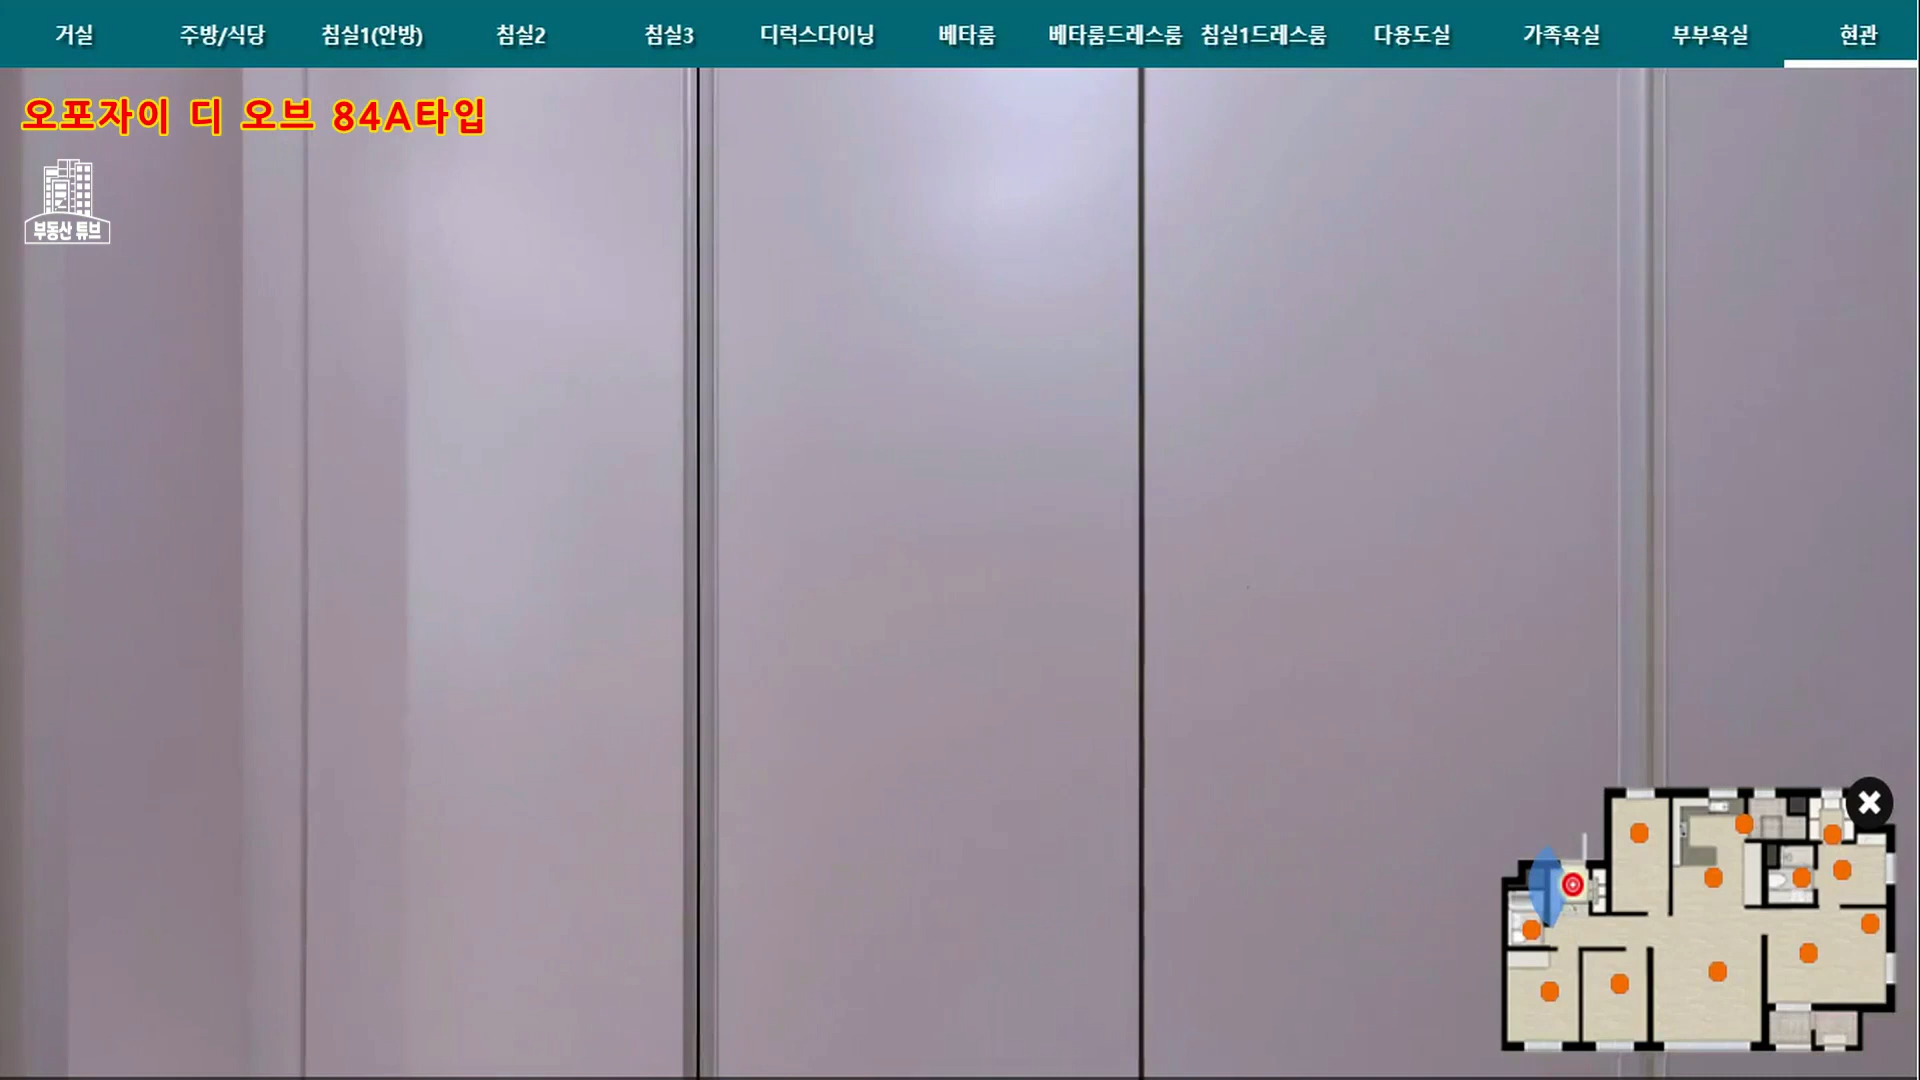 거실 주방/식당 침실1(안방) 침실2 침실3 디럭스다이닝 베타룸 베타룸드레스룸 침실1드레스룸 다용도실 가족욕실 부부욕실 현관
오포자이 디 오브 84A타입
부동산 튜브